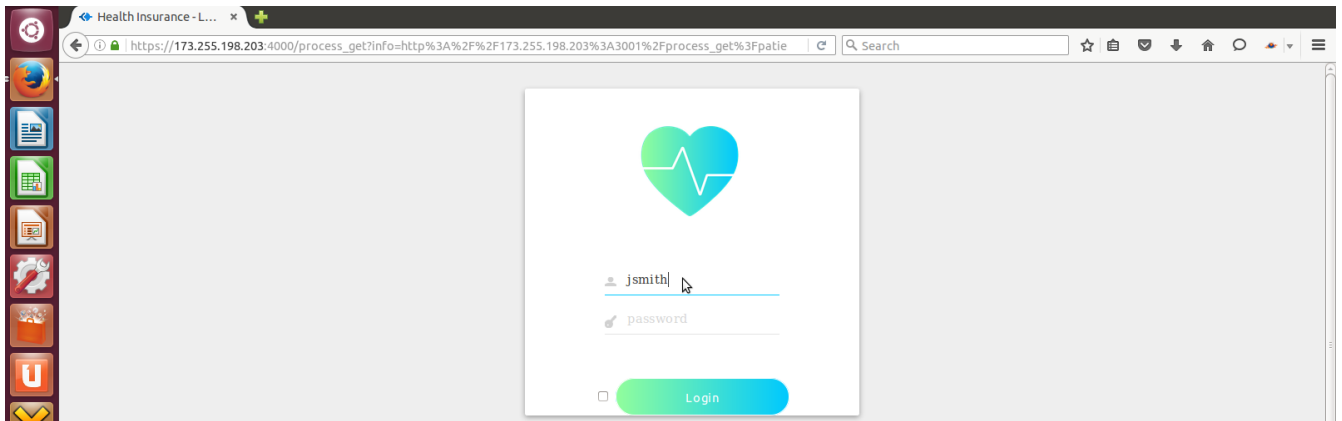 Health Insurance - L...
https://173.255.198.203:4000/process_get?info=http%3A%2F%2F173.255.198.203%3A3001%2Fprocess_get%3Fpatie
Search
jsmith
password
Login